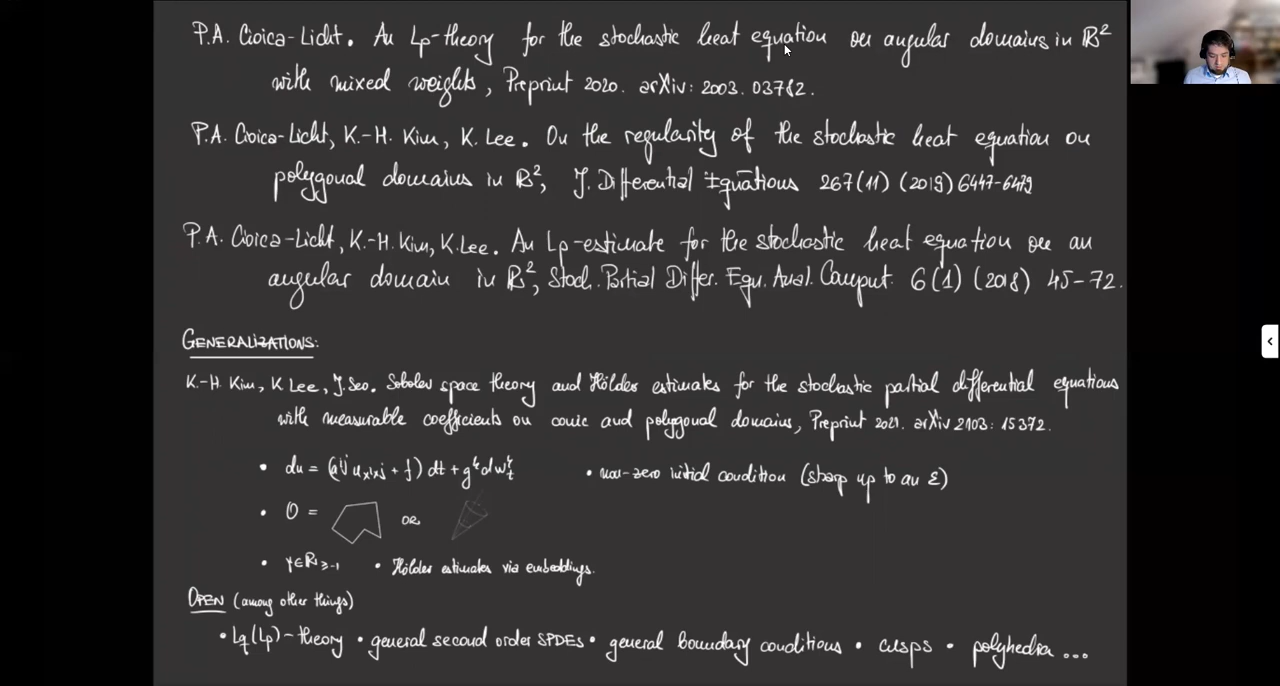 P.A. Cioica-Licht. An Lp-theory for the stochastic heat equation on angular domains in ℝ²
with mixed weights, Preprint 2020. arXiv: 2003.03782.
P.A. Cioica-Licht, K.-H. Kim, K. Lee. On the regularity of the stochastic heat equation on
polygonal domains in ℝ², J. Differential Equations 267(11) (2019) 6447-6479
P.A. Cioica-Licht, K.-H. Kim, K. Lee. An Lp-estimate for the stochastic heat equation on an
angular domain in ℝ², Stoch. Partial Differ. Equ. Anal. Comput. 6(1) (2018) 45-72.
GENERALIZATIONS:
K.-H. Kim, K Lee, J. Seo. Sobolev space theory and Hölder estimates for the stochastic partial differential equations
with measurable coefficients on conic and polygonal domains, Preprint 2021. arXiv 2103:15372.
• du = (aⁱʲ u_xixj + f) dt + gᵏ dwₜᵏ • non-zero initial condition (sharp up to an ε)
• O = OR
• γ∈ℝ≥-1 • Hölder estimates via embeddings.
OPEN (among other things)
• Lq(Lp)-theory • general second order SPDEs • general boundary conditions • cusps • polyhedra ...